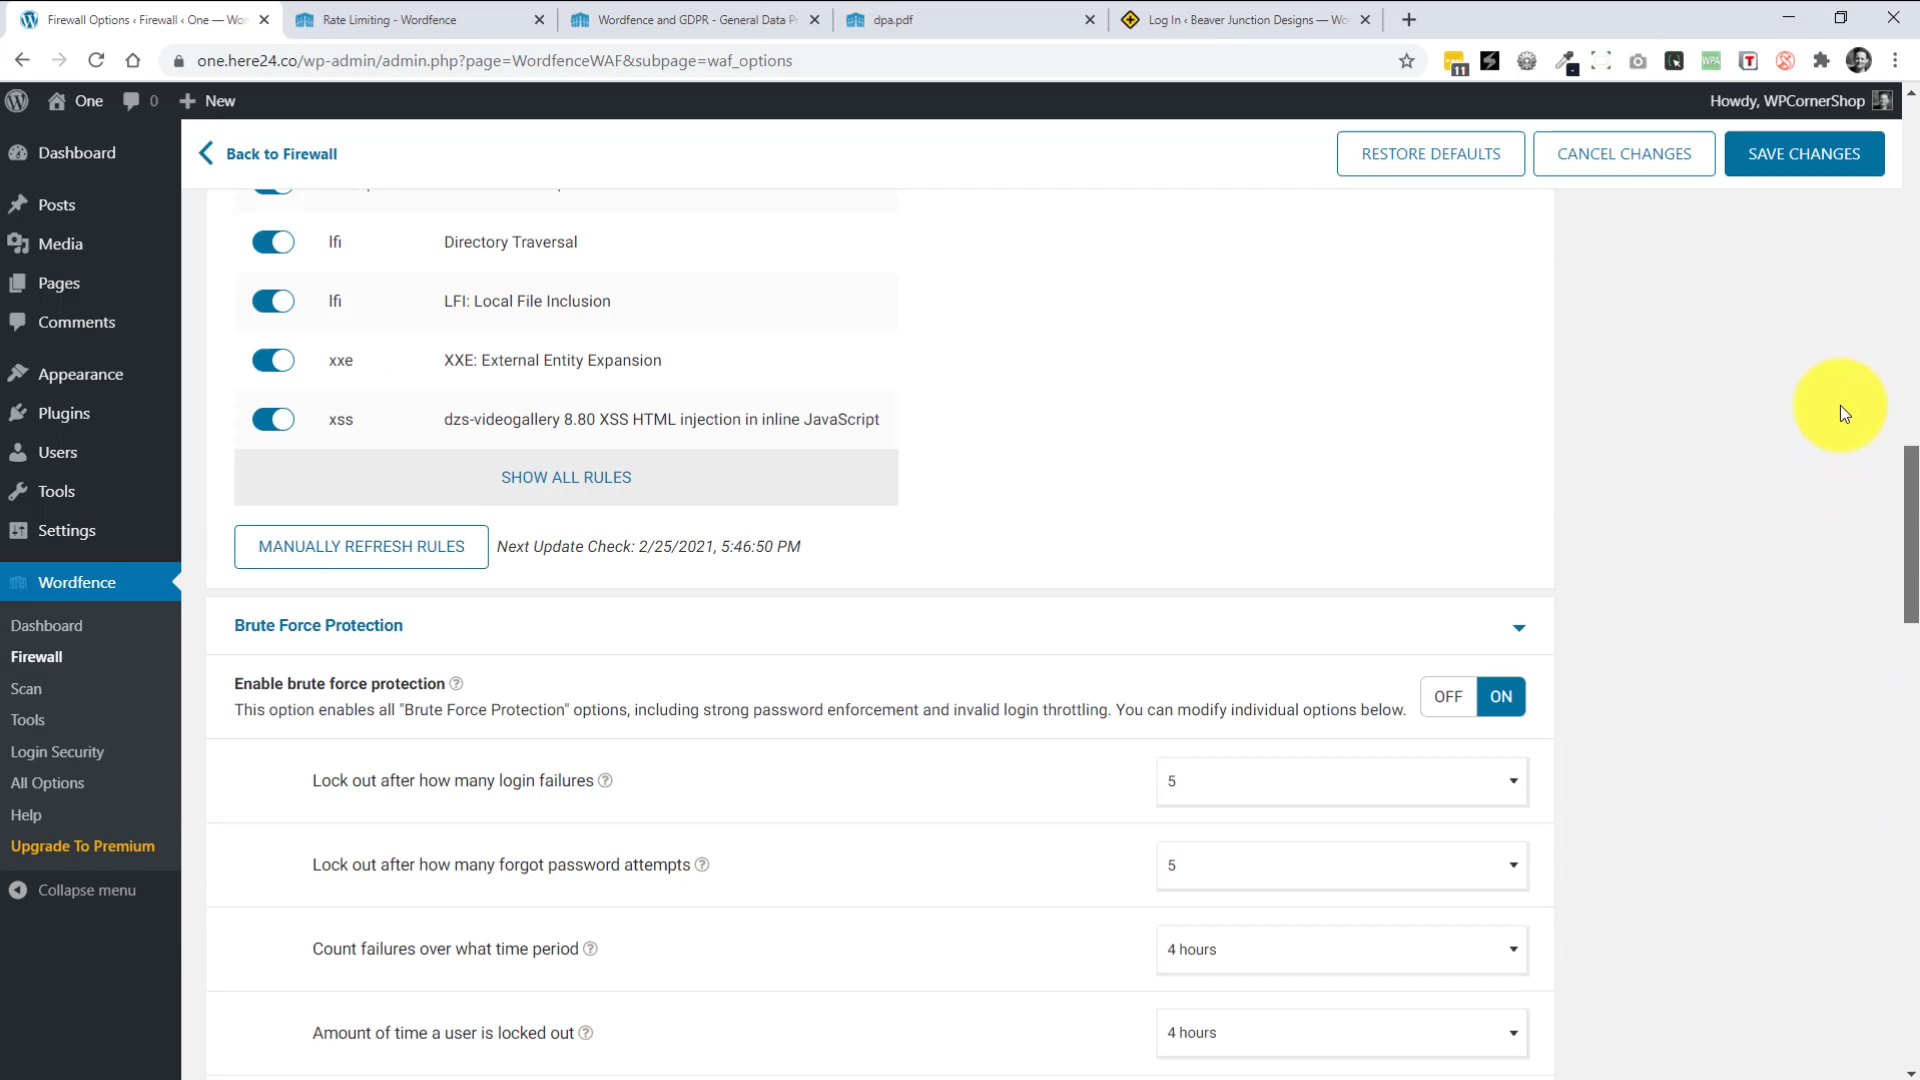 Firewall Options ‹ Firewall ‹ One — Wor
Rate Limiting - Wordfence
Wordfence and GDPR - General Data P
dpa.pdf
Log In ‹ Beaver Junction Designs — Wo
one.here24.co/wp-admin/admin.php?page=WordfenceWAF&subpage=waf_options
11
WPA
T
One
0
New
Howdy, WPCornerShop
Dashboard
Posts
Media
Pages
Comments
Appearance
Plugins
Users
Tools
Settings
Wordfence
Dashboard
Firewall
Scan
Tools
Login Security
All Options
Help
Upgrade To Premium
Collapse menu
Back to Firewall
RESTORE DEFAULTS
CANCEL CHANGES
SAVE CHANGES
lfi Directory Traversal
lfi LFI: Local File Inclusion
xxe XXE: External Entity Expansion
xss dzs-videogallery 8.80 XSS HTML injection in inline JavaScript
SHOW ALL RULES
MANUALLY REFRESH RULES Next Update Check: 2/25/2021, 5:46:50 PM
Brute Force Protection
Enable brute force protection
This option enables all "Brute Force Protection" options, including strong password enforcement and invalid login throttling. You can modify individual options below.
OFF ON
Lock out after how many login failures 5
Lock out after how many forgot password attempts 5
Count failures over what time period 4 hours
Amount of time a user is locked out 4 hours